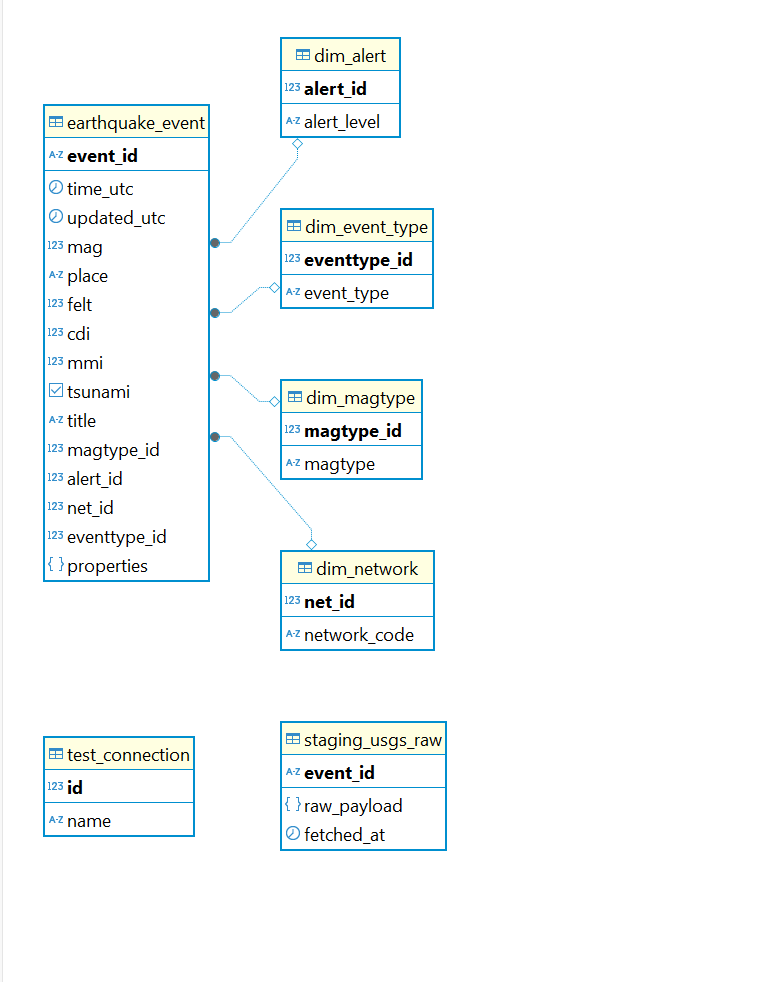 earthquake_event
A-Z event_id
time_utc
updated_utc
123 mag
A-Z place
123 felt
123 cdi
123 mmi
tsunami
A-Z title
123 magtype_id
123 alert_id
123 net_id
123 eventtype_id
{ } properties
dim_alert
123 alert_id
A-Z alert_level
dim_event_type
123 eventtype_id
A-Z event_type
dim_magtype
123 magtype_id
A-Z magtype
dim_network
123 net_id
A-Z network_code
test_connection
123 id
A-Z name
staging_usgs_raw
A-Z event_id
{ } raw_payload
fetched_at